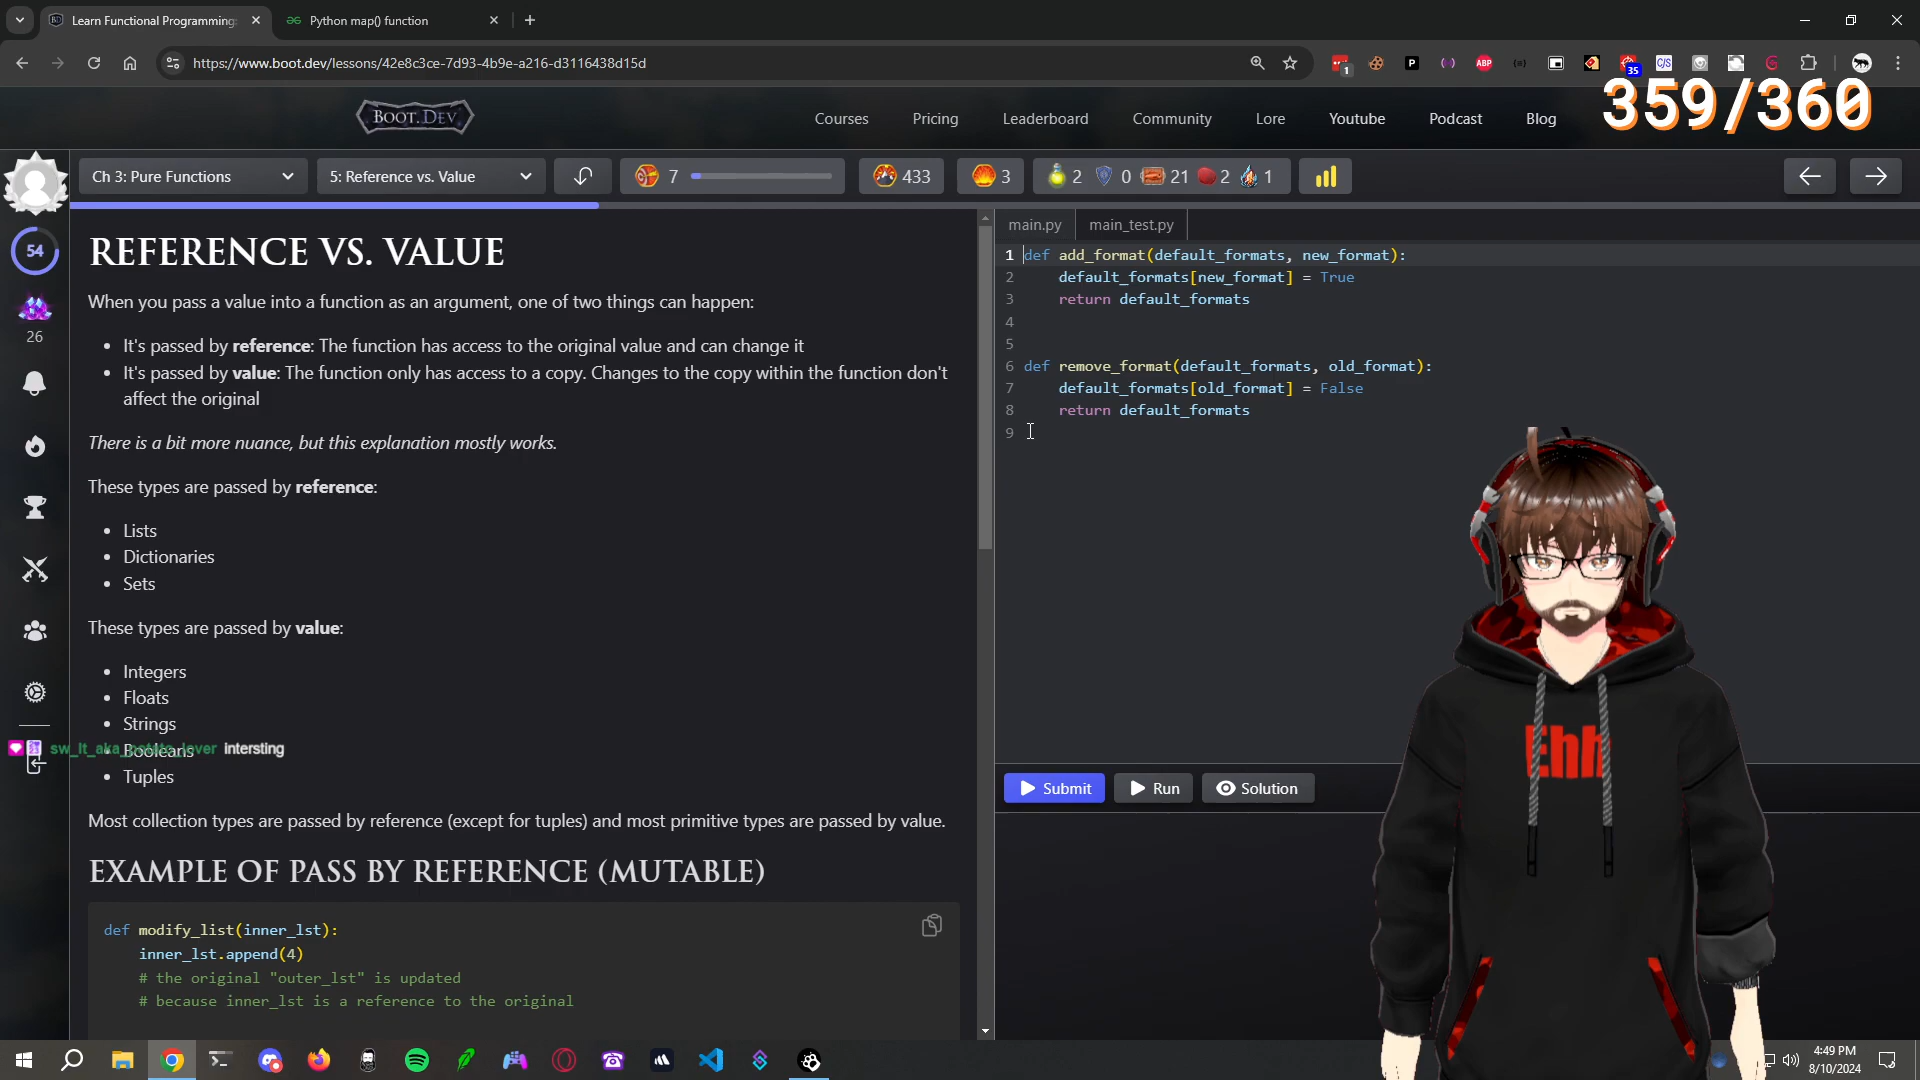 Learn Functional Programming:
Python map() function
https://www.boot.dev/lessons/42e8c3ce-7d93-4b9e-a216-d3116438d15d
1
P
ABP
35
C/S
359/360
BOOT.DEV
Courses
Pricing
Leaderboard
Community
Lore
Youtube
Podcast
Blog
Ch 3: Pure Functions
5: Reference vs. Value
7
433
3
2
0
21
2
1
54
26
REFERENCE VS. VALUE
When you pass a value into a function as an argument, one of two things can happen:
• It's passed by reference: The function has access to the original value and can change it
• It's passed by value: The function only has access to a copy. Changes to the copy within the function don't
affect the original
There is a bit more nuance, but this explanation mostly works.
These types are passed by reference:
• Lists
• Dictionaries
• Sets
These types are passed by value:
• Integers
• Floats
• Strings
• Booleans
intersting
• Tuples
Most collection types are passed by reference (except for tuples) and most primitive types are passed by value.
EXAMPLE OF PASS BY REFERENCE (MUTABLE)
def modify_list(inner_lst):
inner_lst.append(4)
# the original "outer_lst" is updated
# because inner_lst is a reference to the original
main.py
main_test.py
1 def add_format(default_formats, new_format):
2 default_formats[new_format] = True
3 return default_formats
4
5
6 def remove_format(default_formats, old_format):
7 default_formats[old_format] = False
8 return default_formats
9
Submit
Run
Solution
Ehh
4:49 PM
8/10/2024